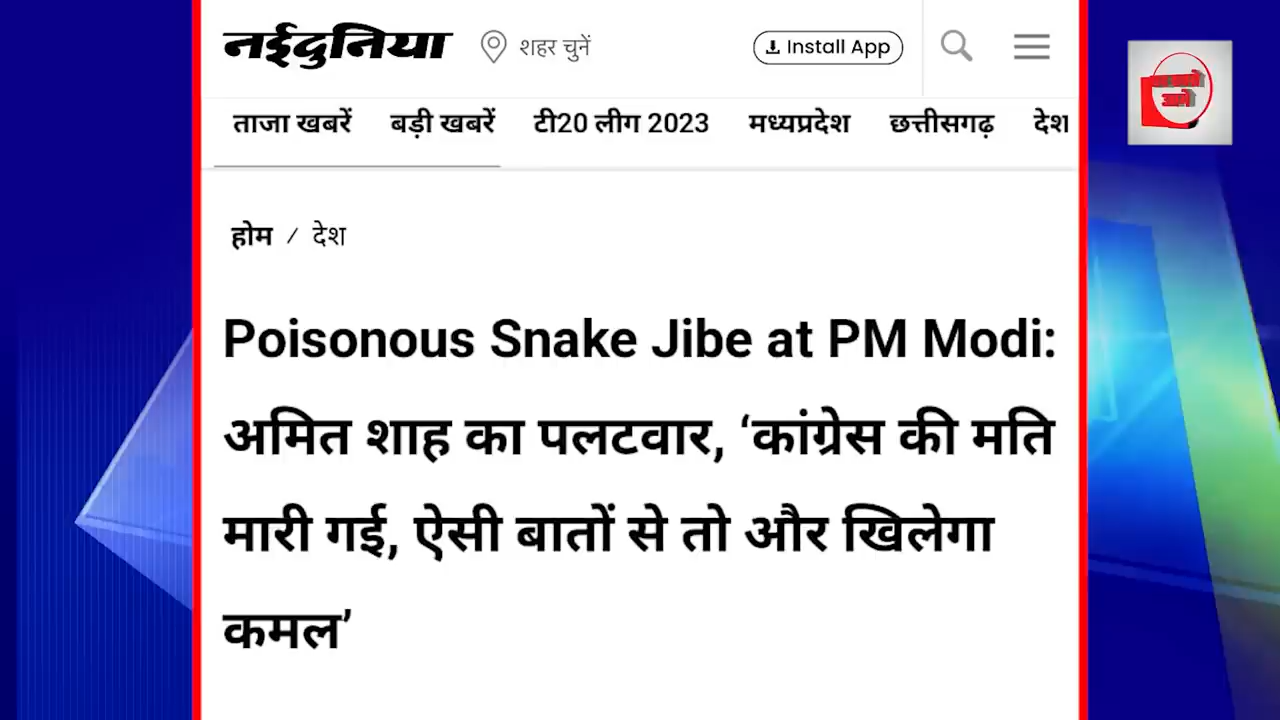 नईदुनिया शहर चुनें Install App
ताजा खबरें बड़ी खबरें टी20 लीग 2023 मध्यप्रदेश छत्तीसगढ़ देश
होम / देश
Poisonous Snake Jibe at PM Modi:
अमित शाह का पलटवार, ‘कांग्रेस की मति
मारी गई, ऐसी बातों से तो और खिलेगा
कमल’